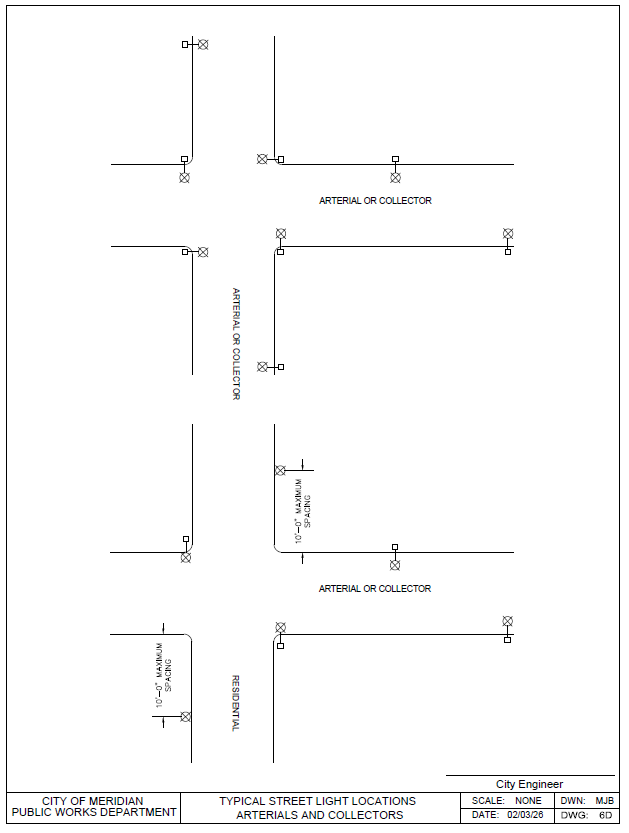 ARTERIAL OR COLLECTOR
ARTERIAL OR COLLECTOR
10'-0" MAXIMUM
SPACING
ARTERIAL OR COLLECTOR
10'-0" MAXIMUM
SPACING
RESIDENTIAL
City Engineer
CITY OF MERIDIAN
PUBLIC WORKS DEPARTMENT
TYPICAL STREET LIGHT LOCATIONS
ARTERIALS AND COLLECTORS
SCALE: NONE
DWN: MJB
DATE: 02/03/26
DWG: 6D